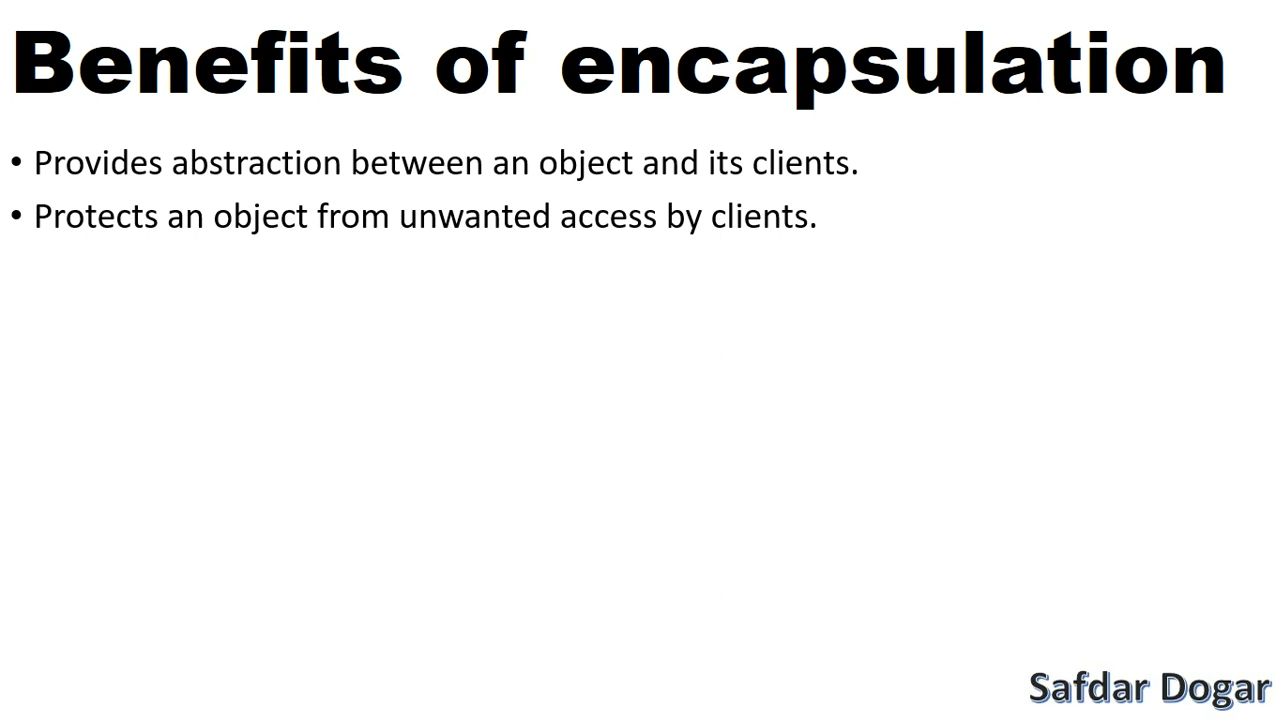 Benefits of encapsulation
• Provides abstraction between an object and its clients.
• Protects an object from unwanted access by clients.
Safdar Dogar